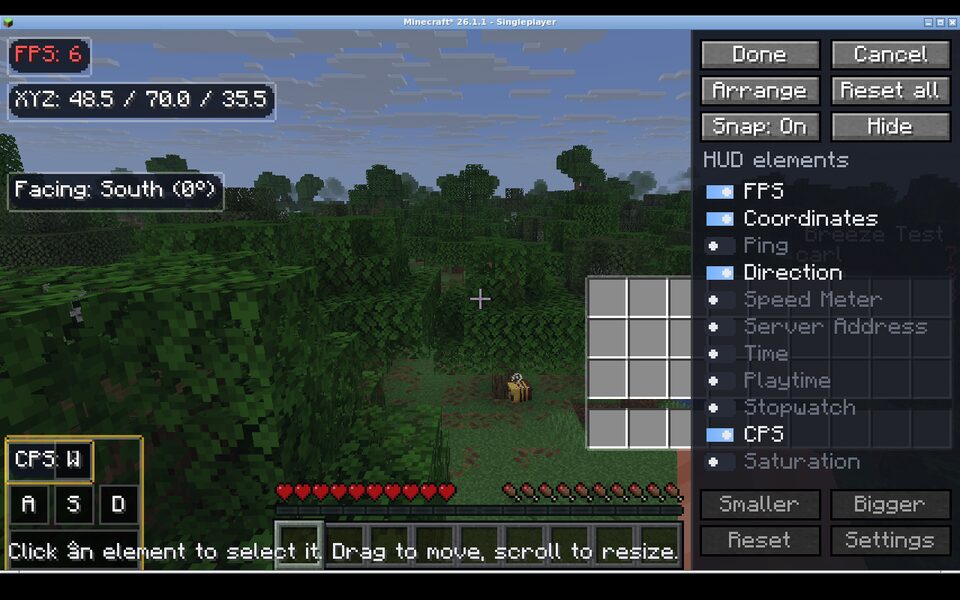 Minecraft* 26.1.1 - Singleplayer
FPS: 6
XYZ: 48.5 / 70.0 / 35.5
Facing: South (0°)
Done
Cancel
Arrange
Reset all
Snap: On
Hide
HUD elements
FPS
Coordinates
Ping
Breeze Test
carl
Direction
Speed Meter
Server Address
Time
Playtime
Stopwatch
CPS
Saturation
Smaller
Bigger
Reset
Settings
CPS:
W
A
S
D
Click an element to select it. Drag to move, scroll to resize.